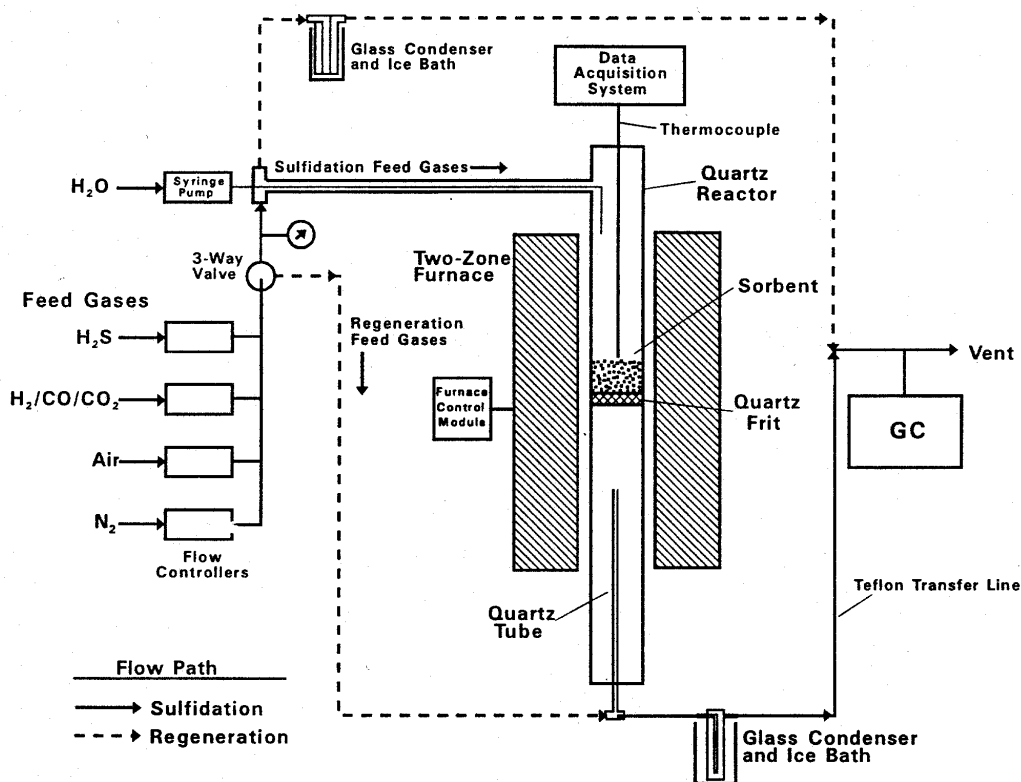 Glass Condenser
and Ice Bath
Data
Acquisition
System
Thermocouple
Sulfidation Feed Gases
H₂O
Syringe
Pump
Quartz
Reactor
3-Way
Valve
Two-Zone
Furnace
Sorbent
Feed Gases
H₂S
Regeneration
Feed Gases
Vent
H₂/CO/CO₂
Furnace
Control
Module
Quartz
Frit
GC
Air
N₂
Flow
Controllers
Teflon Transfer Line
Quartz
Tube
Flow Path
Sulfidation
Regeneration
Glass Condenser
and Ice Bath